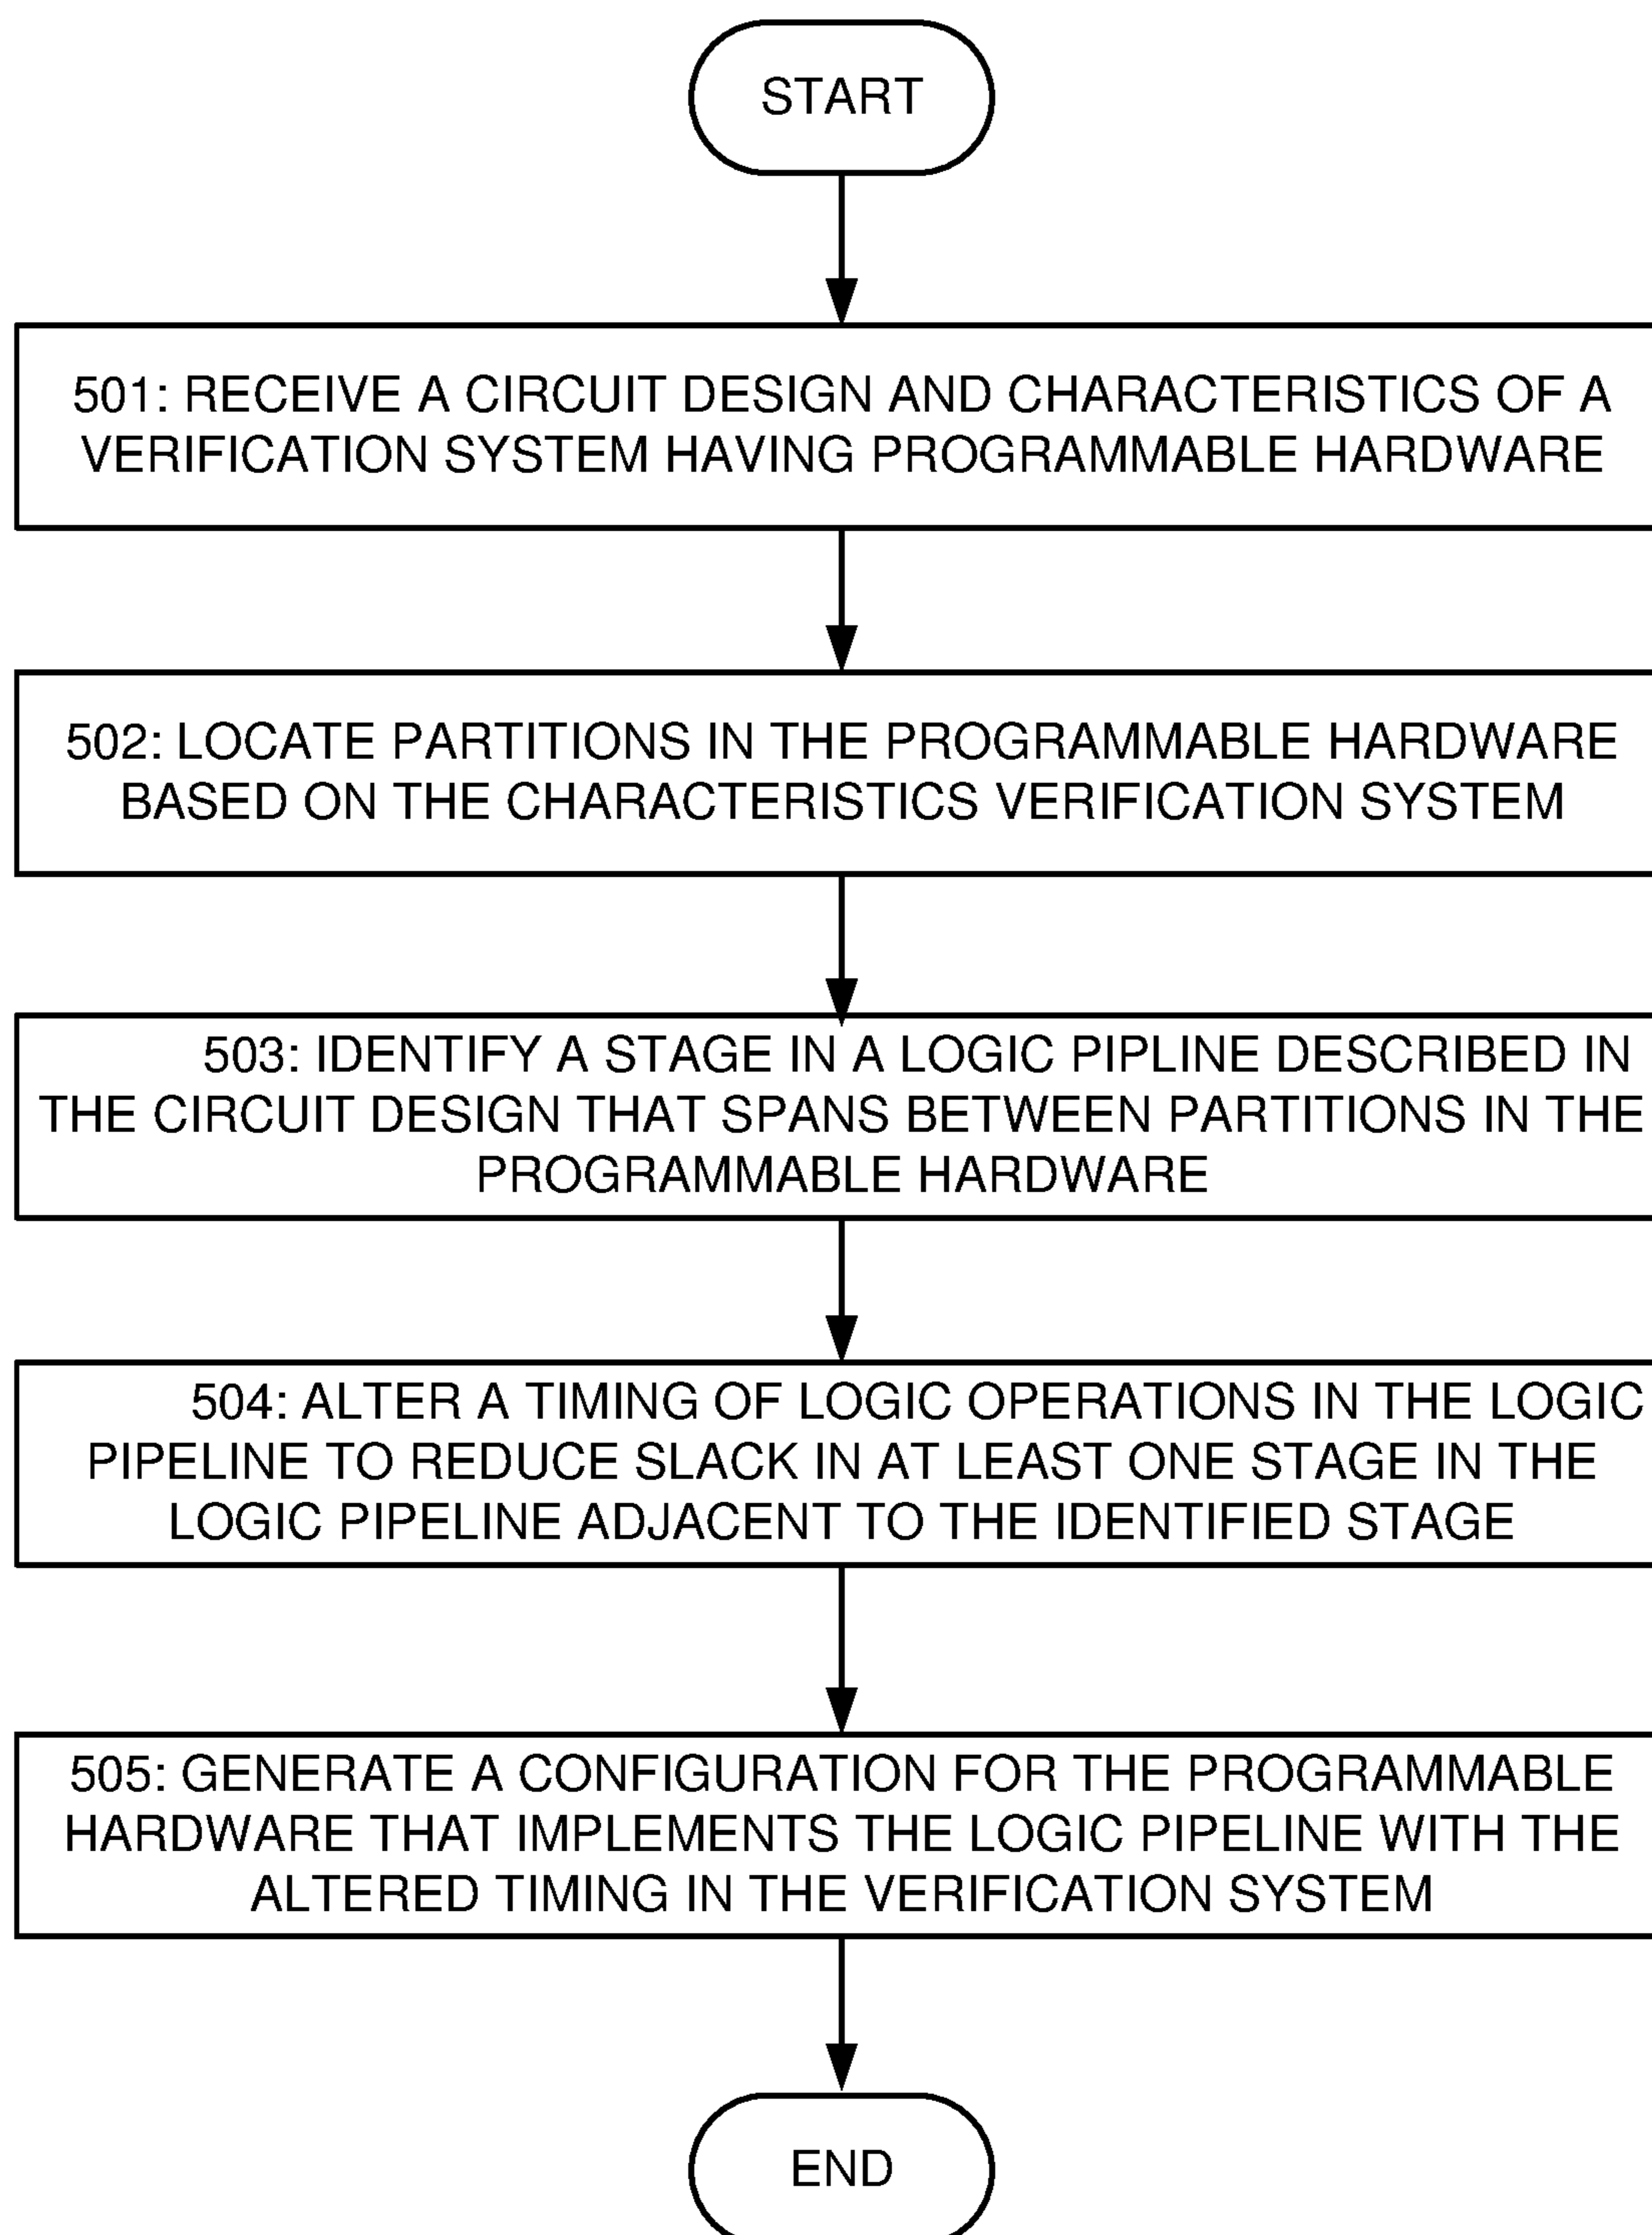 START
501: RECEIVE A CIRCUIT DESIGN AND CHARACTERISTICS OF A
VERIFICATION SYSTEM HAVING PROGRAMMABLE HARDWARE
502: LOCATE PARTITIONS IN THE PROGRAMMABLE HARDWARE
BASED ON THE CHARACTERISTICS VERIFICATION SYSTEM
503: IDENTIFY A STAGE IN A LOGIC PIPLINE DESCRIBED IN
THE CIRCUIT DESIGN THAT SPANS BETWEEN PARTITIONS IN THE
PROGRAMMABLE HARDWARE
504: ALTER A TIMING OF LOGIC OPERATIONS IN THE LOGIC
PIPELINE TO REDUCE SLACK IN AT LEAST ONE STAGE IN THE
LOGIC PIPELINE ADJACENT TO THE IDENTIFIED STAGE
505: GENERATE A CONFIGURATION FOR THE PROGRAMMABLE
HARDWARE THAT IMPLEMENTS THE LOGIC PIPELINE WITH THE
ALTERED TIMING IN THE VERIFICATION SYSTEM
END